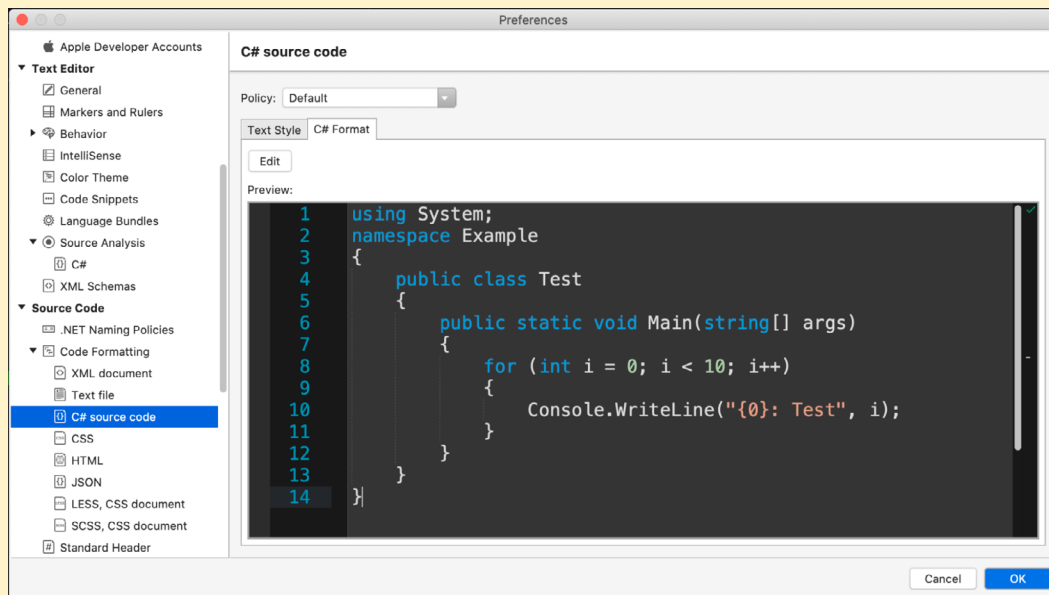 Preferences
Apple Developer Accounts
Text Editor
General
Markers and Rulers
Behavior
IntelliSense
Color Theme
Code Snippets
Language Bundles
Source Analysis
C#
XML Schemas
Source Code
.NET Naming Policies
Code Formatting
XML document
Text file
C# source code
CSS
HTML
JSON
LESS, CSS document
SCSS, CSS document
Standard Header
C# source code
Policy: Default
Text Style C# Format
Edit
Preview:
1 using System;
2 namespace Example
3 {
4 public class Test
5 {
6 public static void Main(string[] args)
7 {
8 for (int i = 0; i < 10; i++)
9 {
10 Console.WriteLine("{0}: Test", i);
11 }
12 }
13 }
14 }
Cancel OK